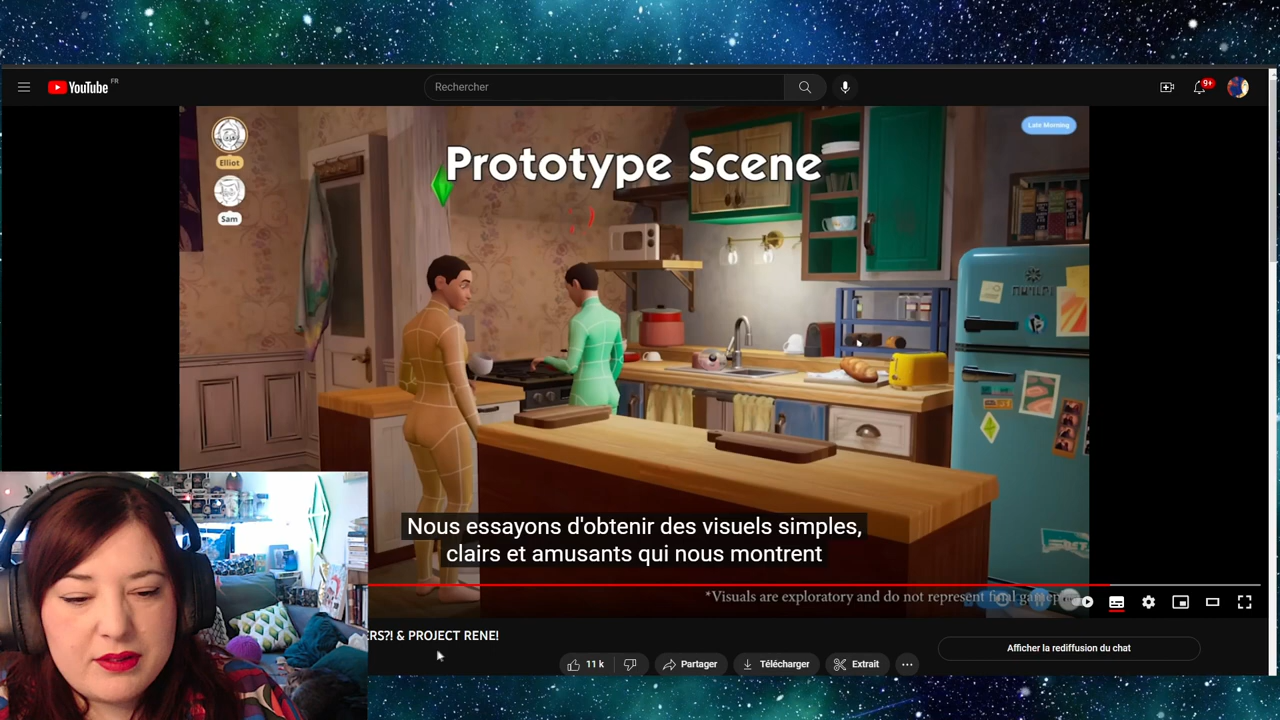 YouTube FR
Rechercher
9+
Elliot
Sam
Late Morning
Prototype Scene
Nous essayons d'obtenir des visuels simples,
clairs et amusants qui nous montrent
*Visuals are exploratory and do not represent final
ERS?! & PROJECT RENE!
11 k
Partager
Télécharger
Extrait
Afficher la rediffusion du chat